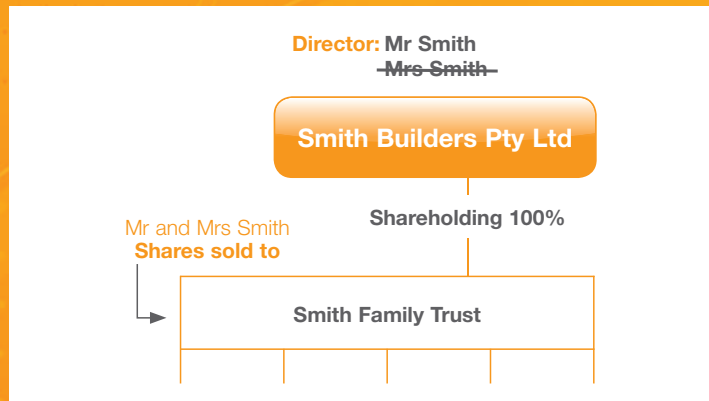 Director: Mr Smith
Mrs Smith
Smith Builders Pty Ltd
Shareholding 100%
Mr and Mrs Smith
Shares sold to
Smith Family Trust